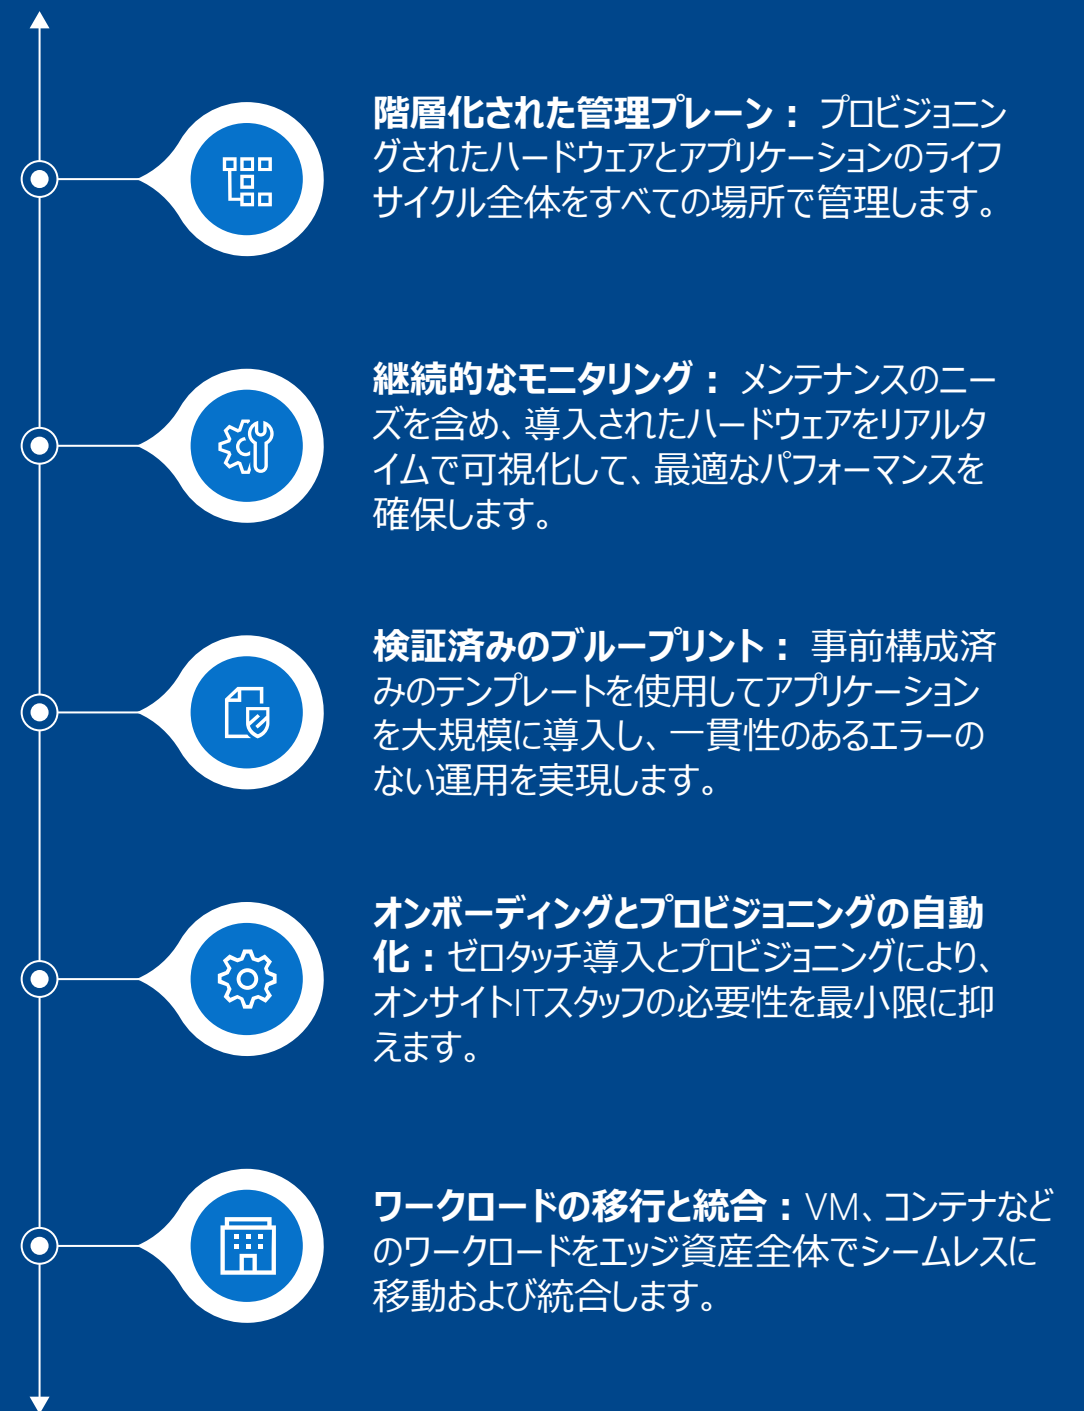 階層化された管理プレーン： プロビジョニン
グされたハードウェアとアプリケーションのライフ
サイクル全体をすべての場所で管理します。
継続的なモニタリング： メンテナンスのニー
ズを含め、導入されたハードウェアをリアルタ
イムで可視化して、最適なパフォーマンスを
確保します。
検証済みのブループリント： 事前構成済
みのテンプレートを使用してアプリケーション
を大規模に導入し、一貫性のあるエラーの
ない運用を実現します。
オンボーディングとプロビジョニングの自動
化：ゼロタッチ導入とプロビジョニングにより、
オンサイトITスタッフの必要性を最小限に抑
えます。
ワークロードの移行と統合：VM、コンテナなど
のワークロードをエッジ資産全体でシームレスに
移動および統合します。